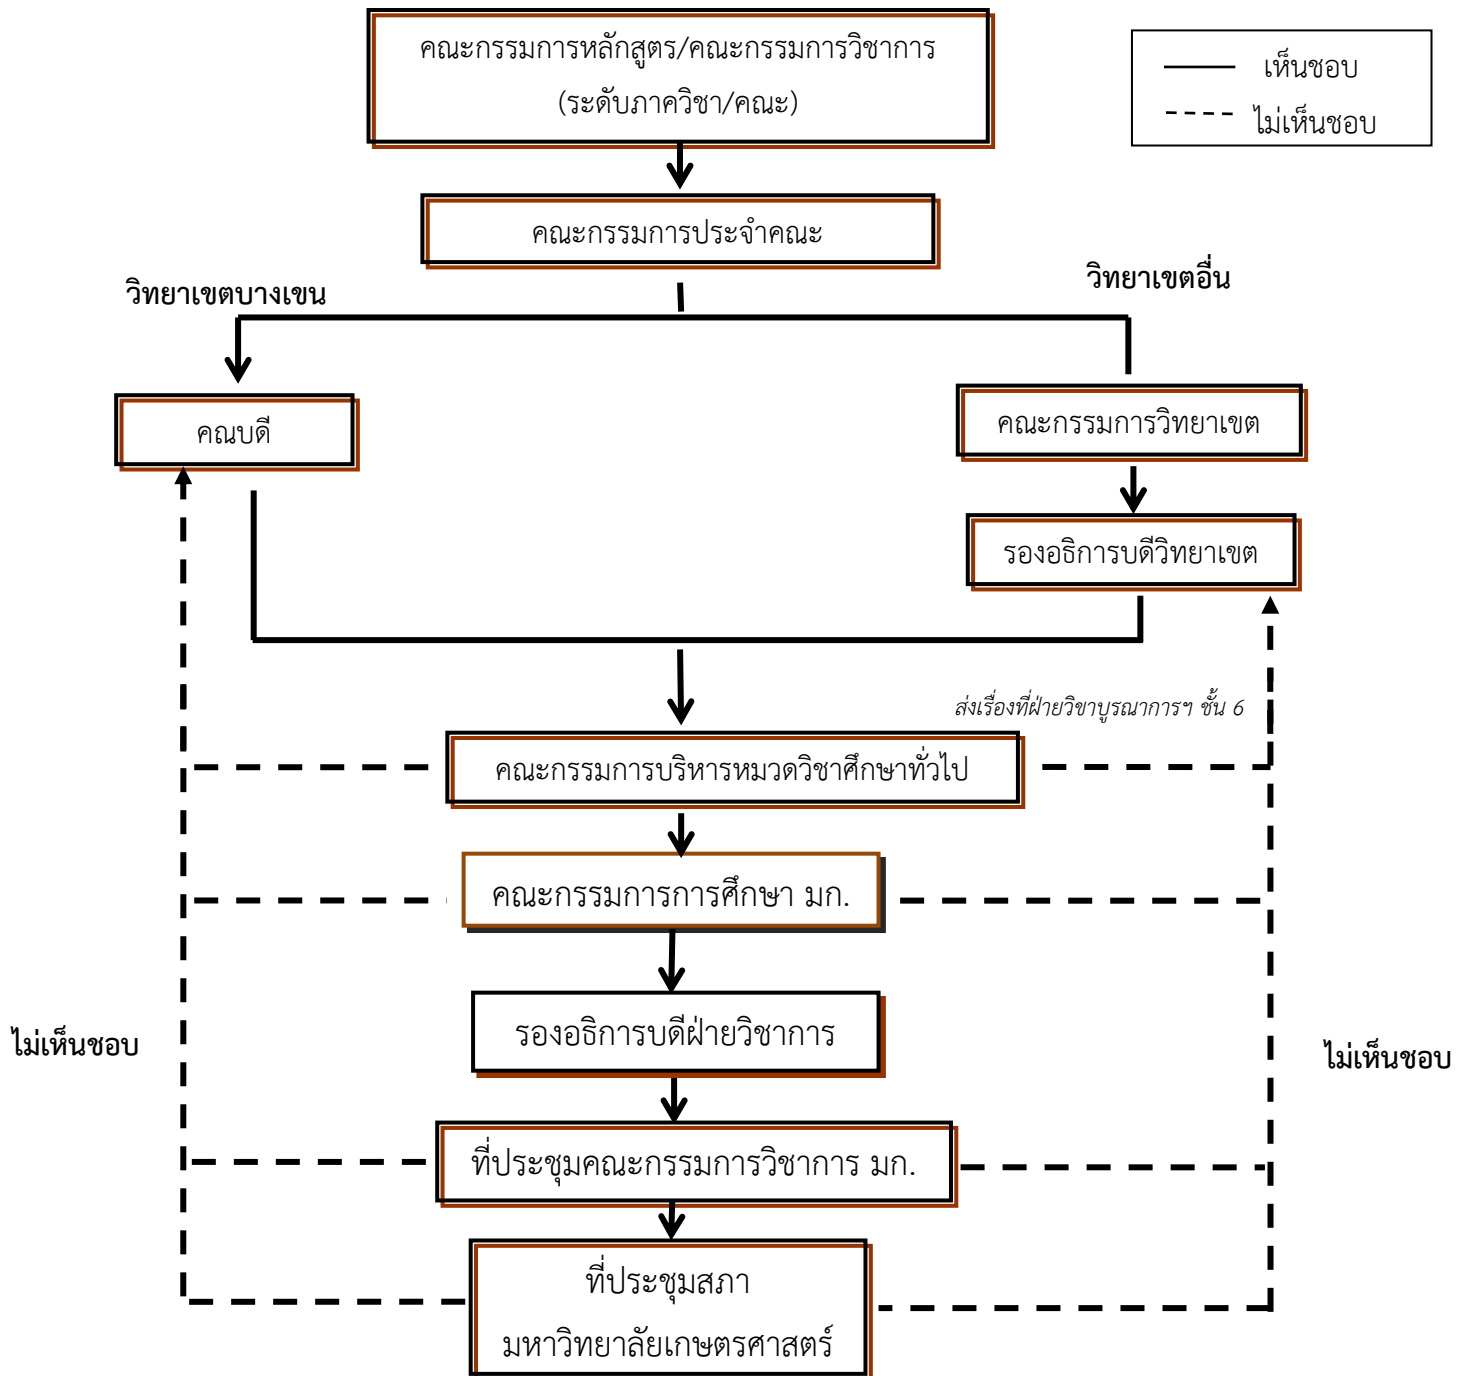 คณะกรรมการหลักสูตร/คณะกรรมการวิชาการ
(ระดับภาควิชา/คณะ)
เห็นชอบ
ไม่เห็นชอบ
คณะกรรมการประจำคณะ
วิทยาเขตบางเขน
วิทยาเขตอื่น
คณบดี
คณะกรรมการวิทยาเขต
รองอธิการบดีวิทยาเขต
ส่งเรื่องที่ฝ่ายวิชาบูรณาการฯ ชั้น 6
คณะกรรมการบริหารหมวดวิชาศึกษาทั่วไป
คณะกรรมการการศึกษา มก.
รองอธิการบดีฝ่ายวิชาการ
ไม่เห็นชอบ
ไม่เห็นชอบ
ที่ประชุมคณะกรรมการวิชาการ มก.
ที่ประชุมสภา
มหาวิทยาลัยเกษตรศาสตร์